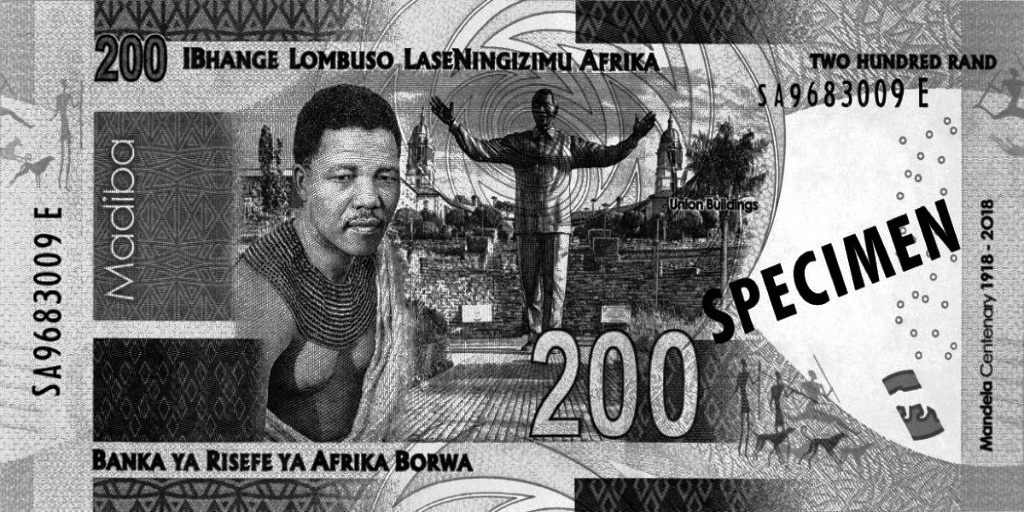 200 IBHANGE LOMBUSO LASENINGIZIMU AFRIKA
TWO HUNDRED RAND
SA9683009 E
Madiba
Union Buildings
SA9683009 E
SPECIMEN
Mandela Centenary 1918 - 2018
200
BANKA YA RISEFE YA AFRIKA BORWA